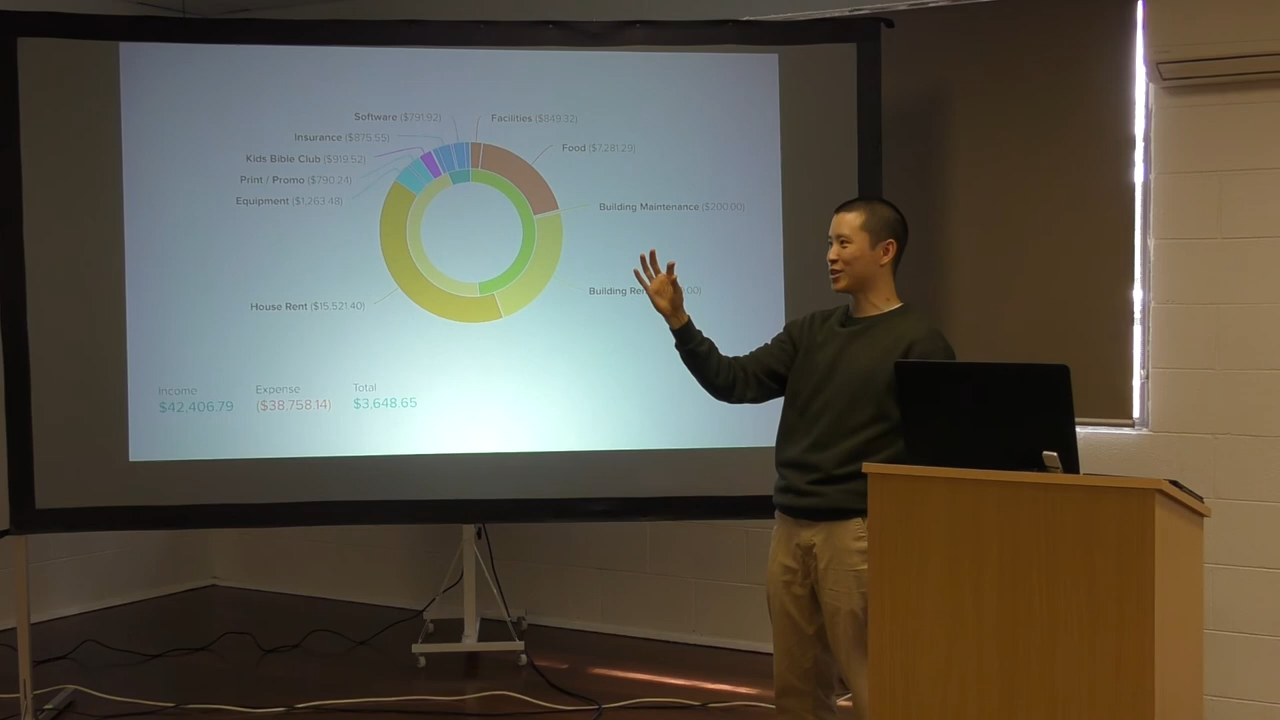 Software ($791.92)
Facilities ($849.32)
Insurance ($875.55)
Food ($7,281.29)
Kids Bible Club ($919.52)
Print / Promo ($790.24)
Equipment ($1,263.48)
Building Maintenance ($200.00)
Building
House Rent ($15,521.40)
Income
Expense
Total
$42,406.79
($38,758.14)
$3,648.65